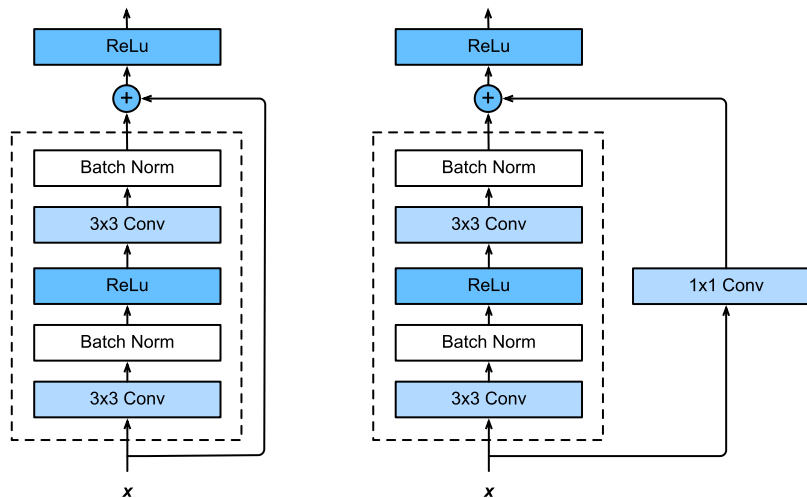 ReLu
+
Batch Norm
3x3 Conv
ReLu
Batch Norm
3x3 Conv
x
ReLu
+
Batch Norm
3x3 Conv
ReLu
1x1 Conv
Batch Norm
3x3 Conv
x